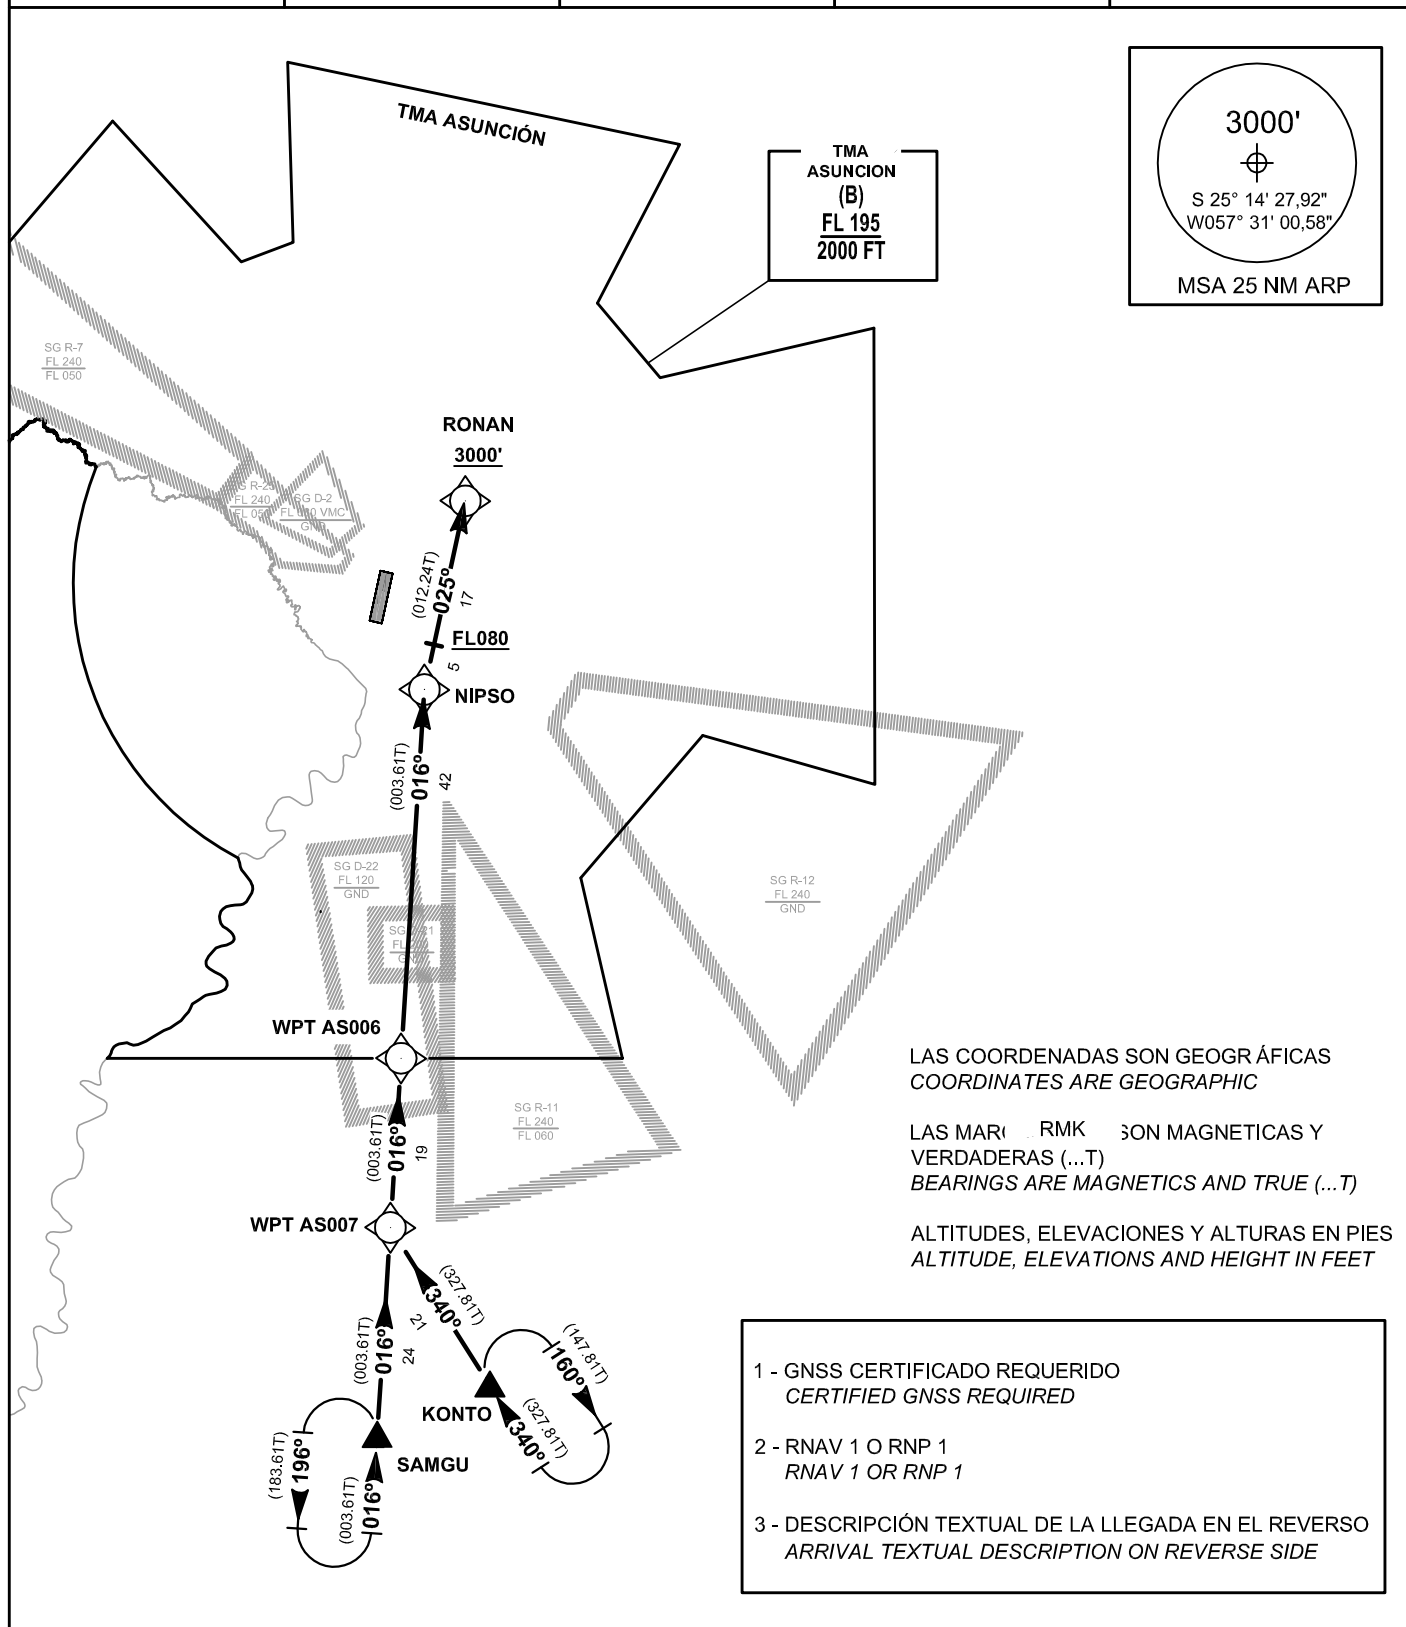 TMA ASUNCIÓN
TMA
ASUNCION
(B)
FL 195
2000 FT
3000'
S 25° 14' 27,92"
W057° 31' 00,58"
MSA 25 NM ARP
SG R-7
FL 240
FL 050
RONAN
3000'
FL 240
SG D-2
VMC
(012.24T)
025°
17
FL080
5
NIPSO
(003.61T)
016°
42
SG D-22
FL 120
GND
SG R-12
FL 240
GND
WPT AS006
SG R-11
FL 240
FL 060
(003.61T)
016°
19
WPT AS007
(003.61T)
016°
24
21
(327.81T)
340°
(147.81T)
160°
(327.81T)
340°
KONTO
SAMGU
(183.61T)
196°
(003.61T)
016°
LAS COORDENADAS SON GEOGR ÁFICAS
COORDINATES ARE GEOGRAPHIC
LAS RMK SON MAGNETICAS Y
VERDADERAS (...T)
BEARINGS ARE MAGNETICS AND TRUE (...T)
ALTITUDES, ELEVACIONES Y ALTURAS EN PIES
ALTITUDE, ELEVATIONS AND HEIGHT IN FEET
1 - GNSS CERTIFICADO REQUERIDO
CERTIFIED GNSS REQUIRED
2 - RNAV 1 O RNP 1
RNAV 1 OR RNP 1
3 - DESCRIPCIÓN TEXTUAL DE LA LLEGADA EN EL REVERSO
ARRIVAL TEXTUAL DESCRIPTION ON REVERSE SIDE